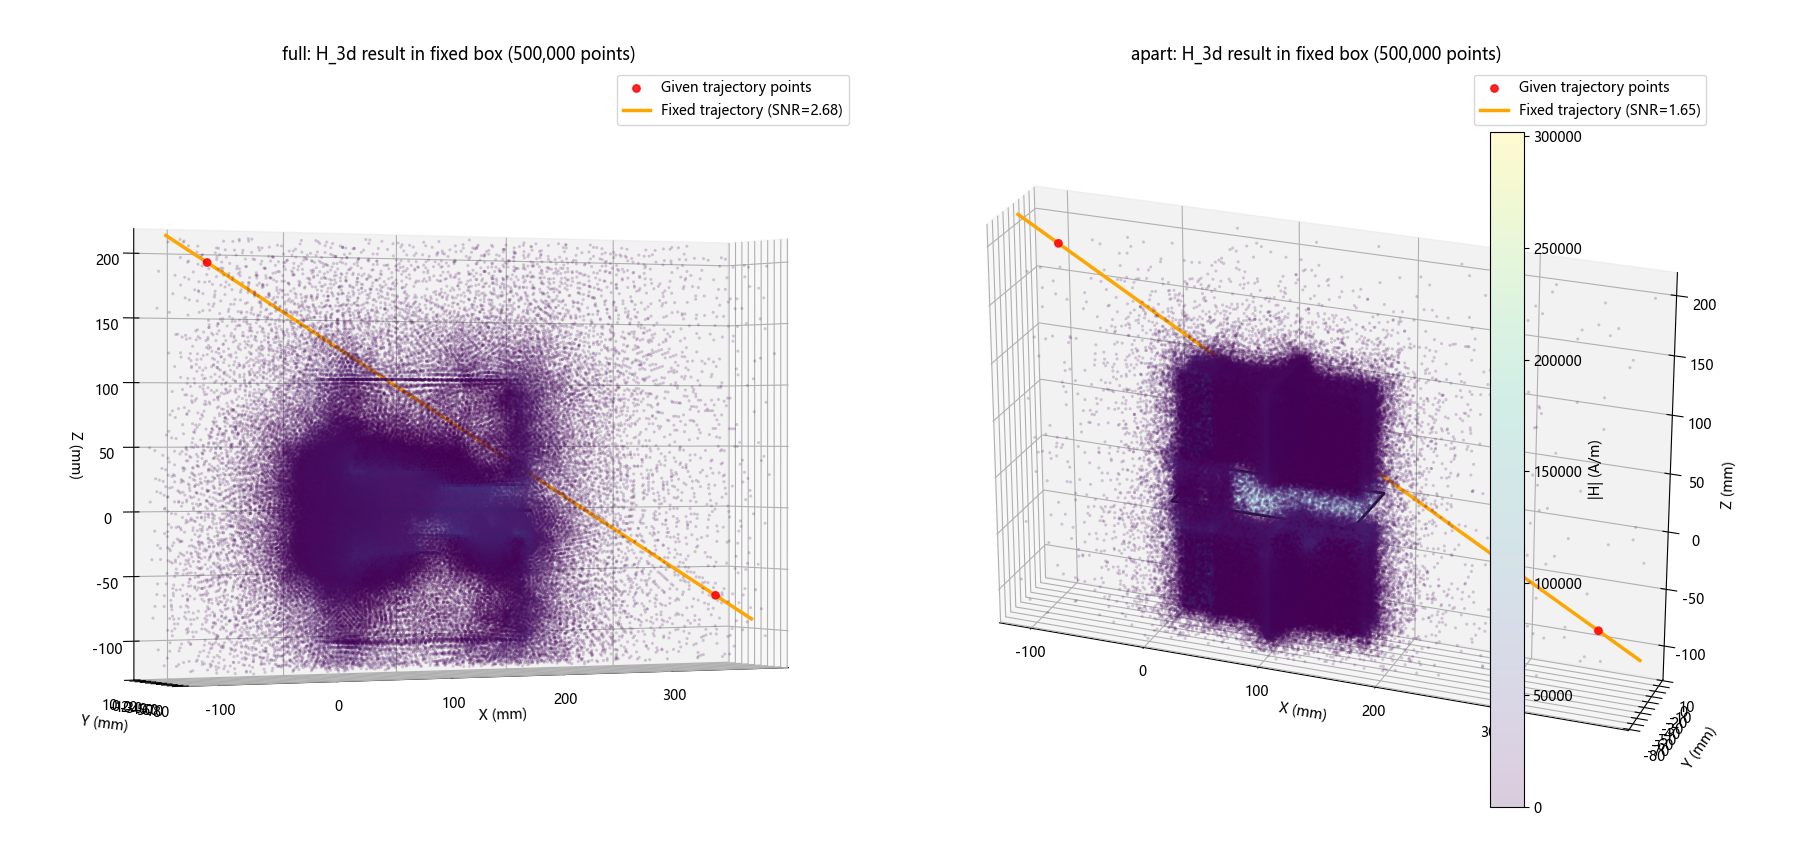 full: H_3d result in fixed box (500,000 points)
Given trajectory points
Fixed trajectory (SNR=2.68)
200
150
100
50
0
-50
-100
Z (mm)
Y (mm)
-100
0
100
200
300
X (mm)
apart: H_3d result in fixed box (500,000 points)
Given trajectory points
Fixed trajectory (SNR=1.65)
300000
250000
200000
150000
100000
50000
0
|H| (A/m)
200
150
100
50
0
-50
-100
Z (mm)
-100
0
100
200
X (mm)
10
-80
Y (mm)